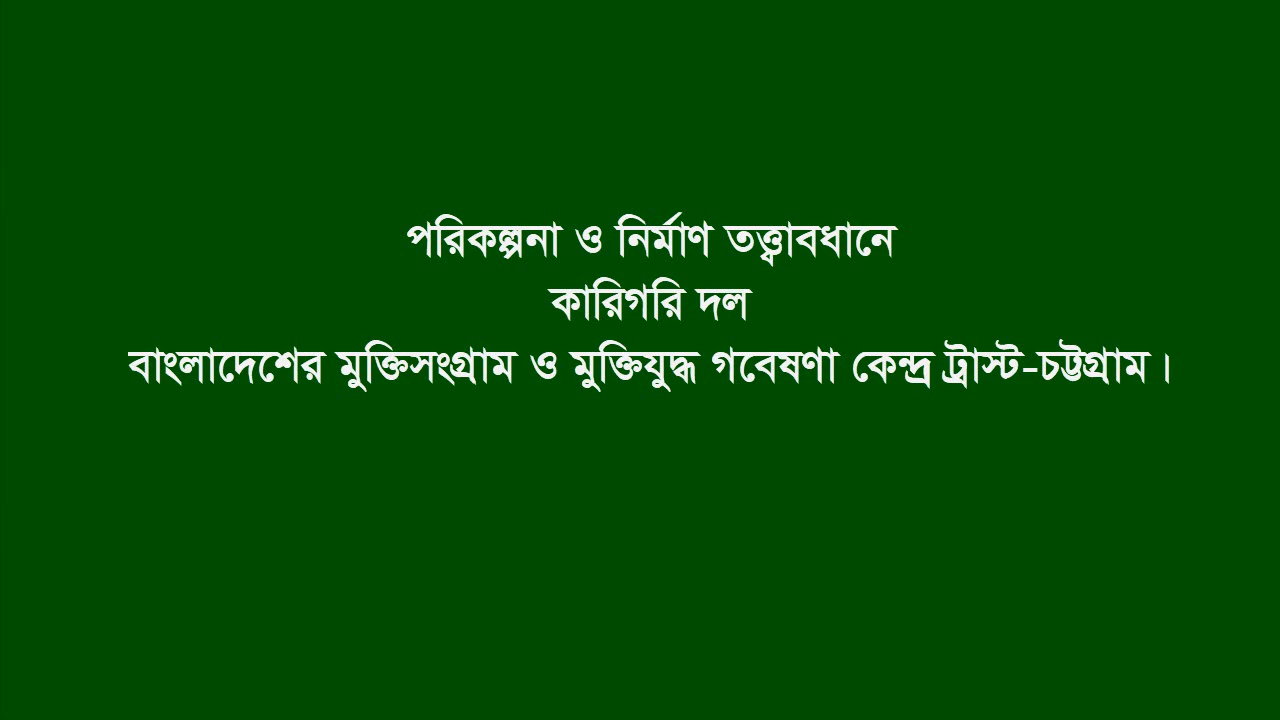 পরিকল্পনা ও নির্মাণ তত্ত্বাবধানে
কারিগরি দল
বাংলাদেশের মুক্তিসংগ্রাম ও মুক্তিযুদ্ধ গবেষণা কেন্দ্র ট্রাস্ট-চট্টগ্রাম।